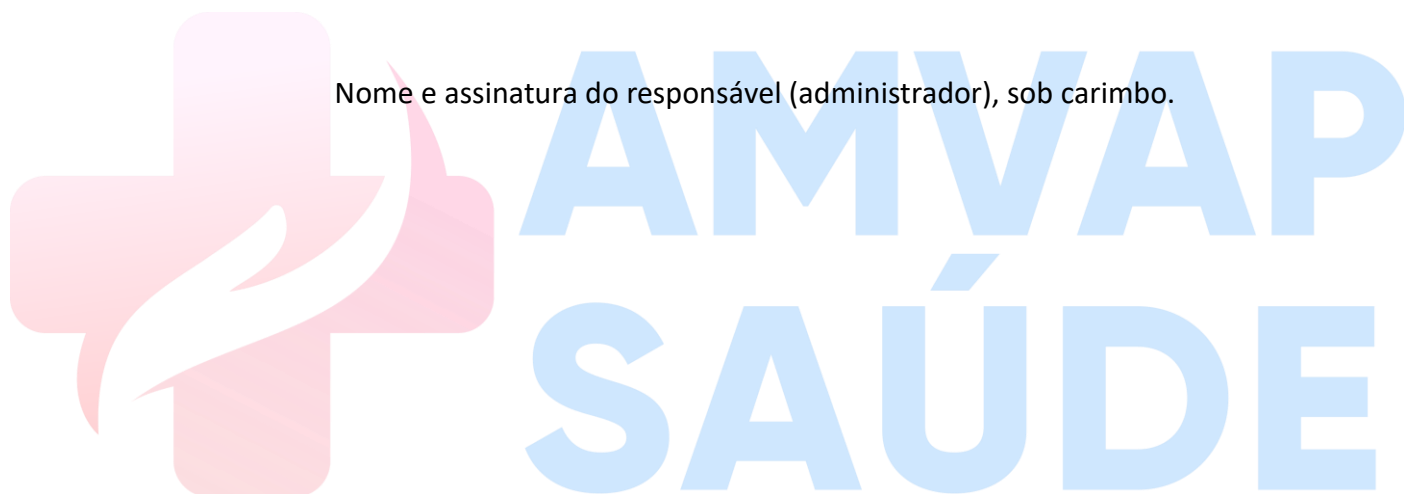 Nome e assinatura do responsável (administrador), sob carimbo.
AMVAP
SAÚDE